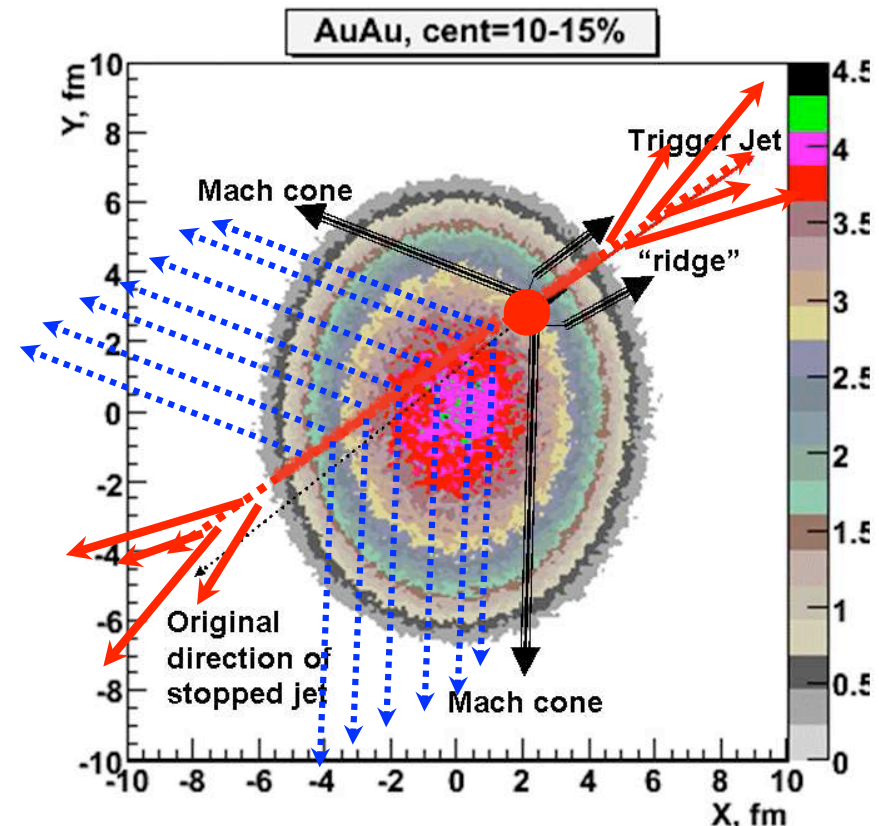 AuAu, cent=10-15%
Y, fm
10
8
6
4
2
0
-2
-4
-6
-8
-10
-10 -8 -6 -4 -2 0 2 4 6 8 10
X, fm
4.5
4
3.5
3
2.5
2
1.5
1
0.5
0
Trigger Jet
Mach cone
“ridge”
Original
direction of
stopped jet
Mach cone